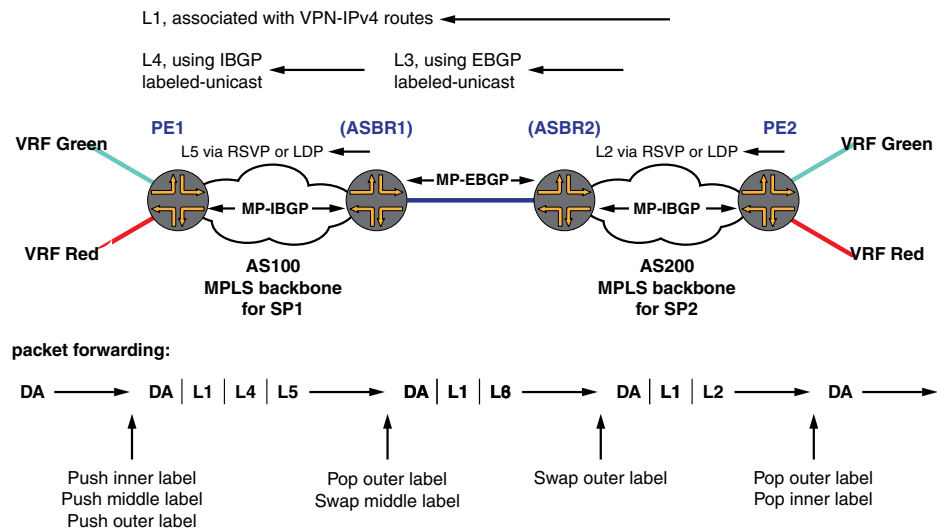 L1, associated with VPN-IPv4 routes
L4, using IBGP
labeled-unicast
L3, using EBGP
labeled-unicast
PE1
(ASBR1)
(ASBR2)
PE2
VRF Green
VRF Green
L5 via RSVP or LDP
L2 via RSVP or LDP
MP-EBGP
MP-IBGP
MP-IBGP
VRF Red
VRF Red
AS100
MPLS backbone
for SP1
AS200
MPLS backbone
for SP2
packet forwarding:
DA
DA | L1 | L4 | L5
DA | L1 | L6
DA | L1 | L2
DA
Push inner label
Push middle label
Push outer label
Pop outer label
Swap middle label
Swap outer label
Pop outer label
Pop inner label